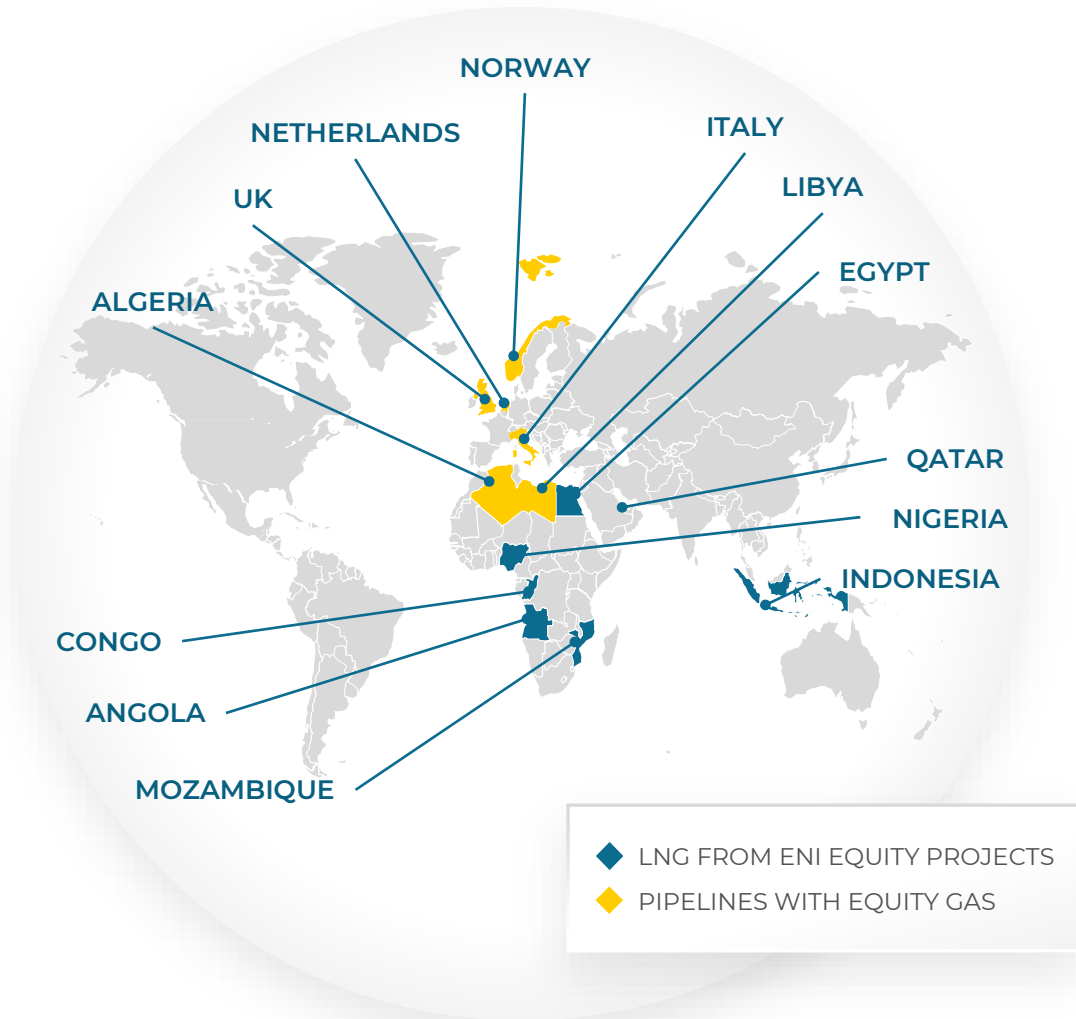 NORWAY
NETHERLANDS
ITALY
UK
LIBYA
EGYPT
ALGERIA
QATAR
NIGERIA
INDONESIA
CONGO
ANGOLA
MOZAMBIQUE
LNG FROM ENI EQUITY PROJECTS
PIPELINES WITH EQUITY GAS